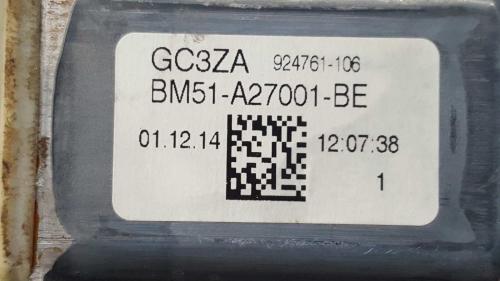 GC3ZA 924761-106
BM51-A27001-BE
01.12.14 12:07:38
1